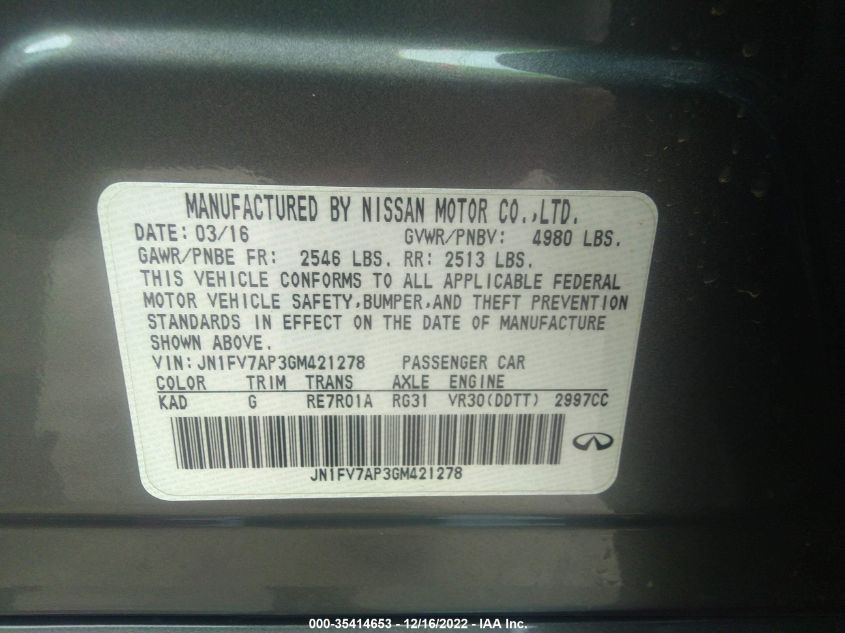 MANUFACTURED BY NISSAN MOTOR CO.,LTD.
DATE: 03/16 GVWR/PNBV: 4980 LBS.
GAWR/PNBE FR: 2546 LBS. RR: 2513 LBS.
THIS VEHICLE CONFORMS TO ALL APPLICABLE FEDERAL
MOTOR VEHICLE SAFETY,BUMPER,AND THEFT PREVENTION
STANDARDS IN EFFECT ON THE DATE OF MANUFACTURE
SHOWN ABOVE.
VIN:JN1FV7AP3GM421278 PASSENGER CAR
COLOR TRIM TRANS AXLE ENGINE
KAD G RE7R01A RG31 VR30(DDTT) 2997CC
JN1FV7AP3GM421278
000-35414653 - 12/16/2022 - IAA Inc.